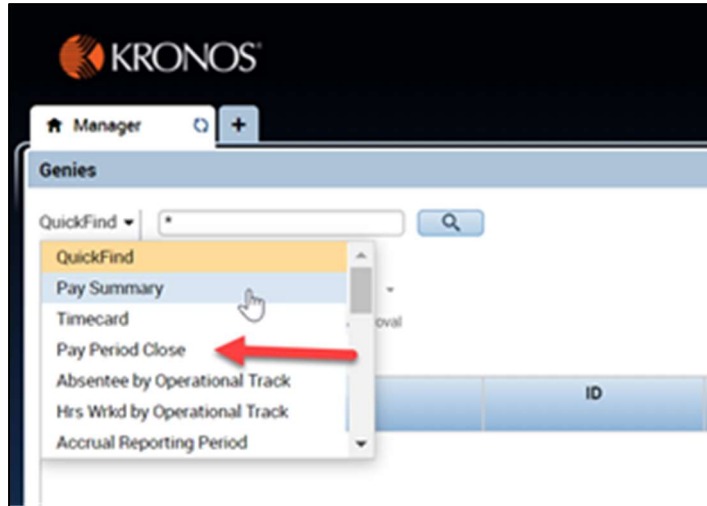 KRONOS
Manager +
Genies
QuickFind *
QuickFind
Pay Summary
Timecard
Pay Period Close
Absentee by Operational Track
Hrs Wrkd by Operational Track
Accrual Reporting Period
oval
ID